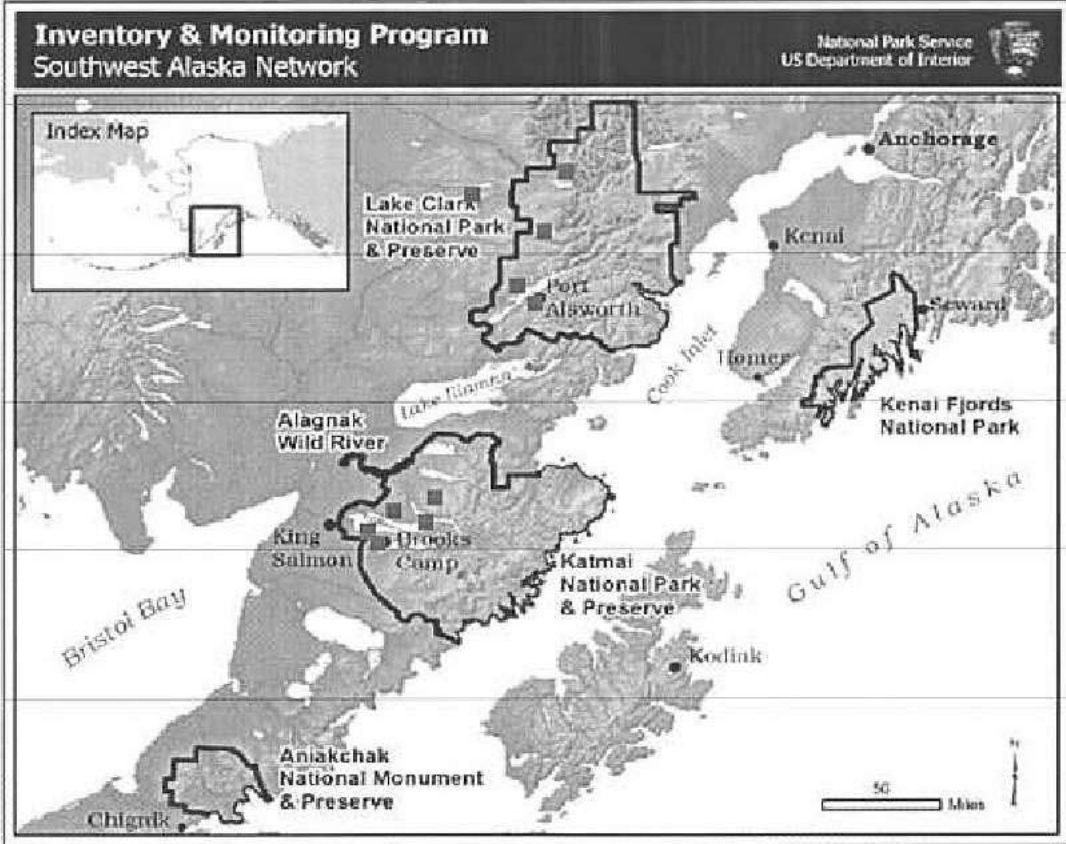 Inventory & Monitoring Program
Southwest Alaska Network
National Park Service
US Department of Interior
Index Map
Anchorage
Lake Clark
National Park
& Preserve
Kenai
Port
Alsworth
Seward
Cook Inlet
Homer
Lake Iliamna
Kenai Fjords
National Park
Alagnak
Wild River
Gulf of Alaska
King
Salmon
Brooks
Camp
Katmai
National Park
& Preserve
Bristol Bay
Kodiak
Aniakchak
National Monument
& Preserve
N
50
Miles
Chignik